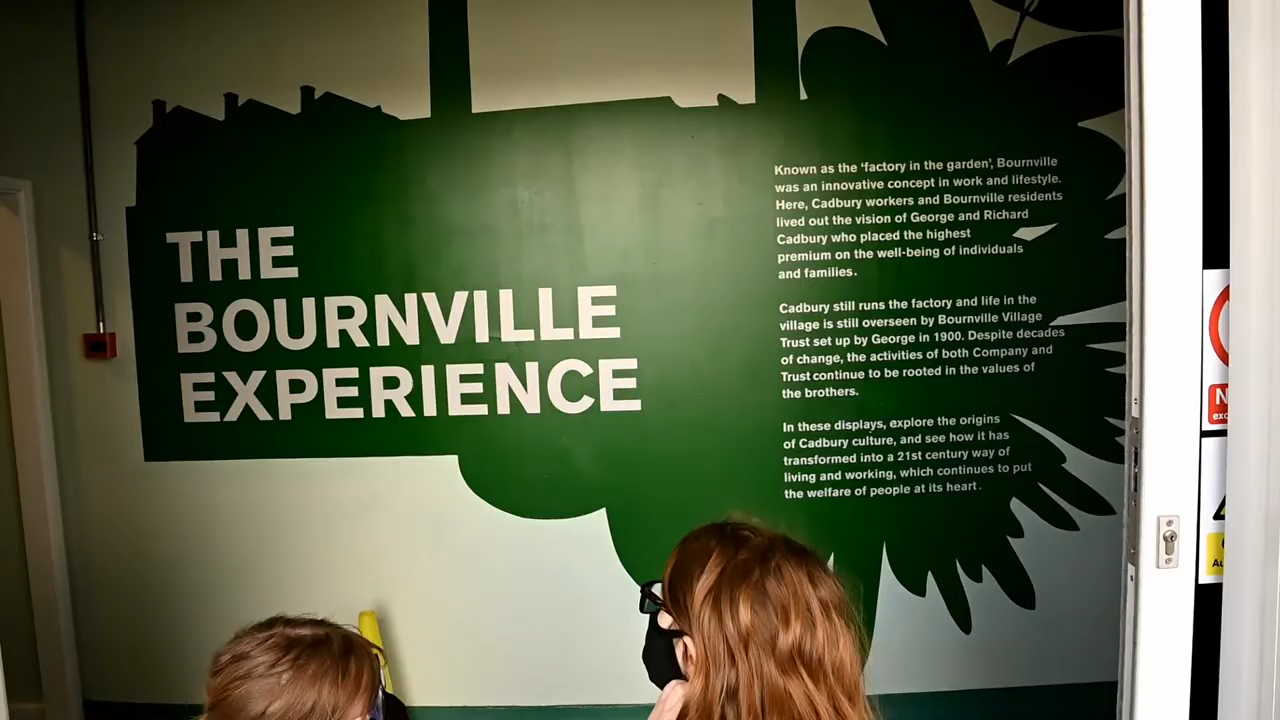 THE
BOURNVILLE
EXPERIENCE
Known as the 'factory in the garden', Bournville
was an innovative concept in work and lifestyle.
Here, Cadbury workers and Bournville residents
lived out the vision of George and Richard
Cadbury who placed the highest
premium on the well-being of individuals
and families.
Cadbury still runs the factory and life in the
village is still overseen by Bournville Village
Trust set up by George in 1900. Despite decades
of change, the activities of both Company and
Trust continue to be rooted in the values of
the brothers.
In these displays, explore the origins
of Cadbury culture, and see how it has
transformed into a 21st century way of
living and working, which continues to put
the welfare of people at its heart.